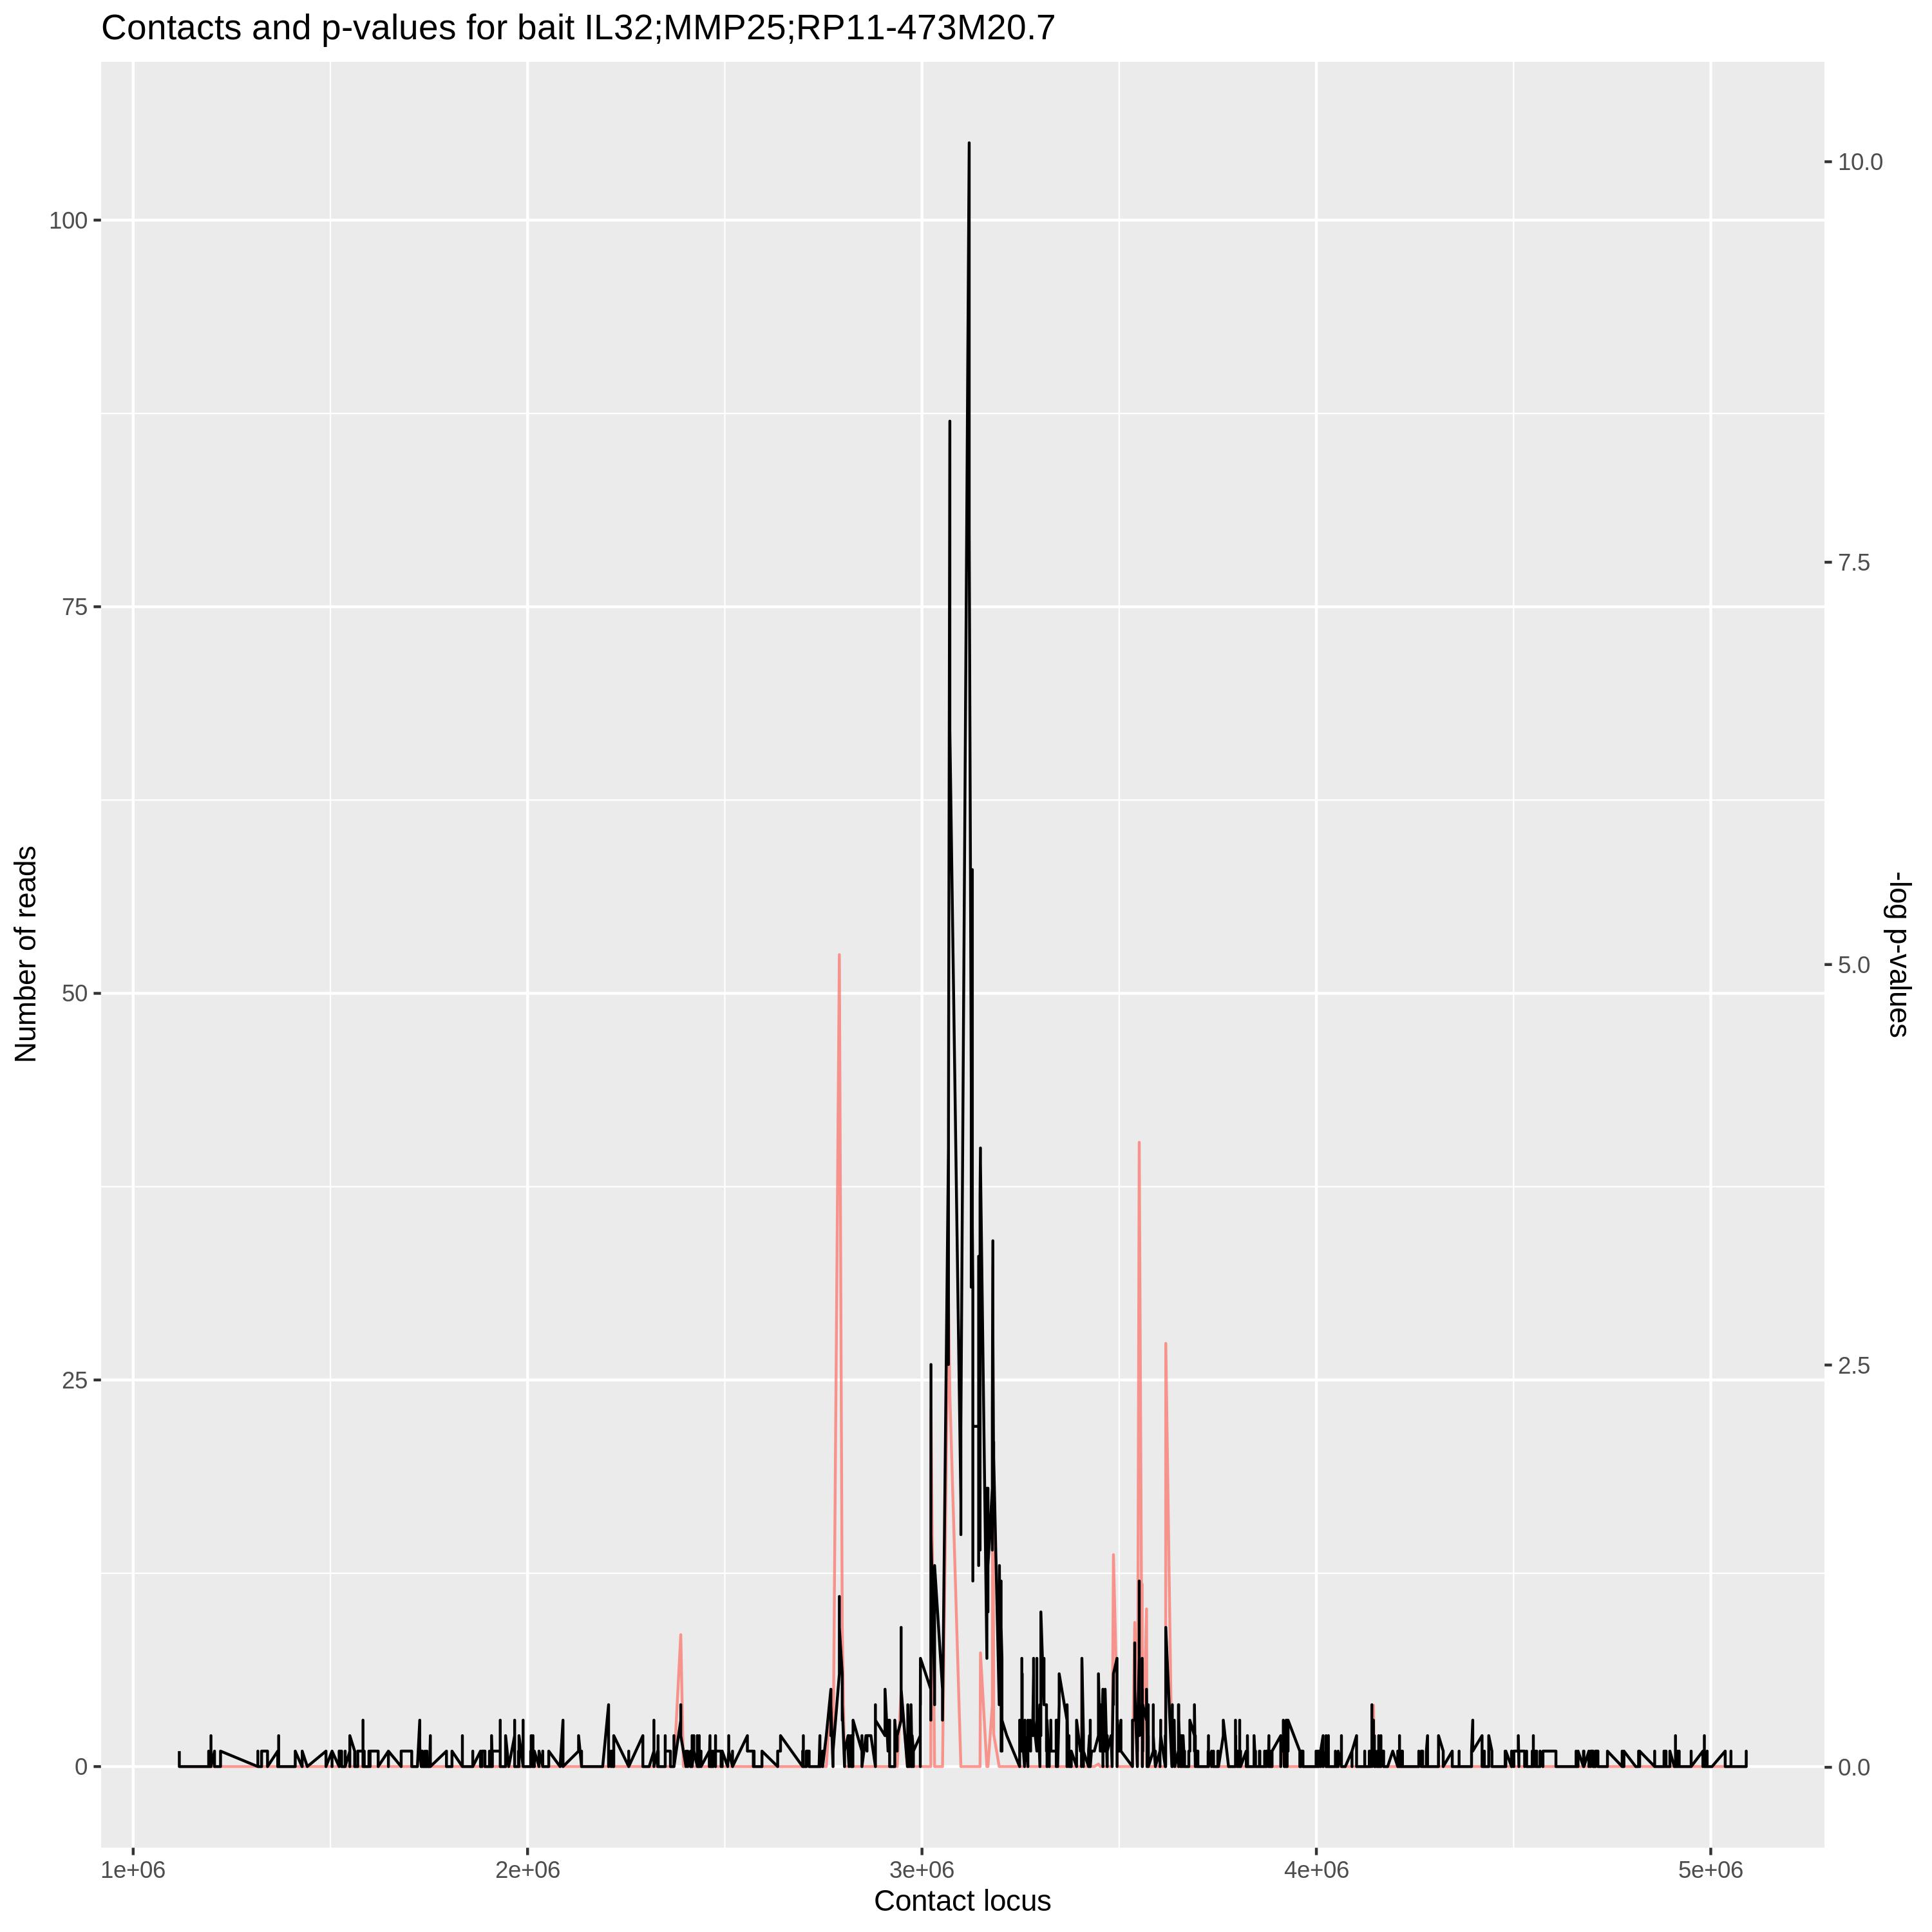 Contacts and p-values for bait IL32;MMP25;RP11-473M20.7
Number of reads
100
75
50
25
0
10.0
7.5
5.0
2.5
0.0
-log p-values
1e+06 2e+06 3e+06 4e+06 5e+06
Contact locus